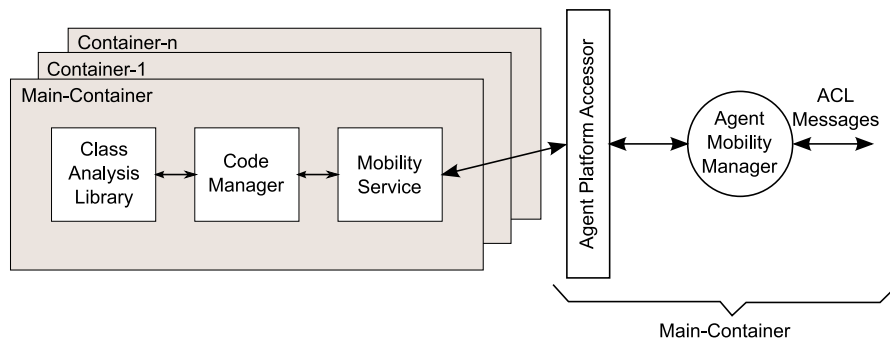 Container-n
Container-1
Main-Container
Class
Analysis
Library
Code
Manager
Mobility
Service
Agent Platform Accessor
Agent
Mobility
Manager
ACL
Messages
Main-Container